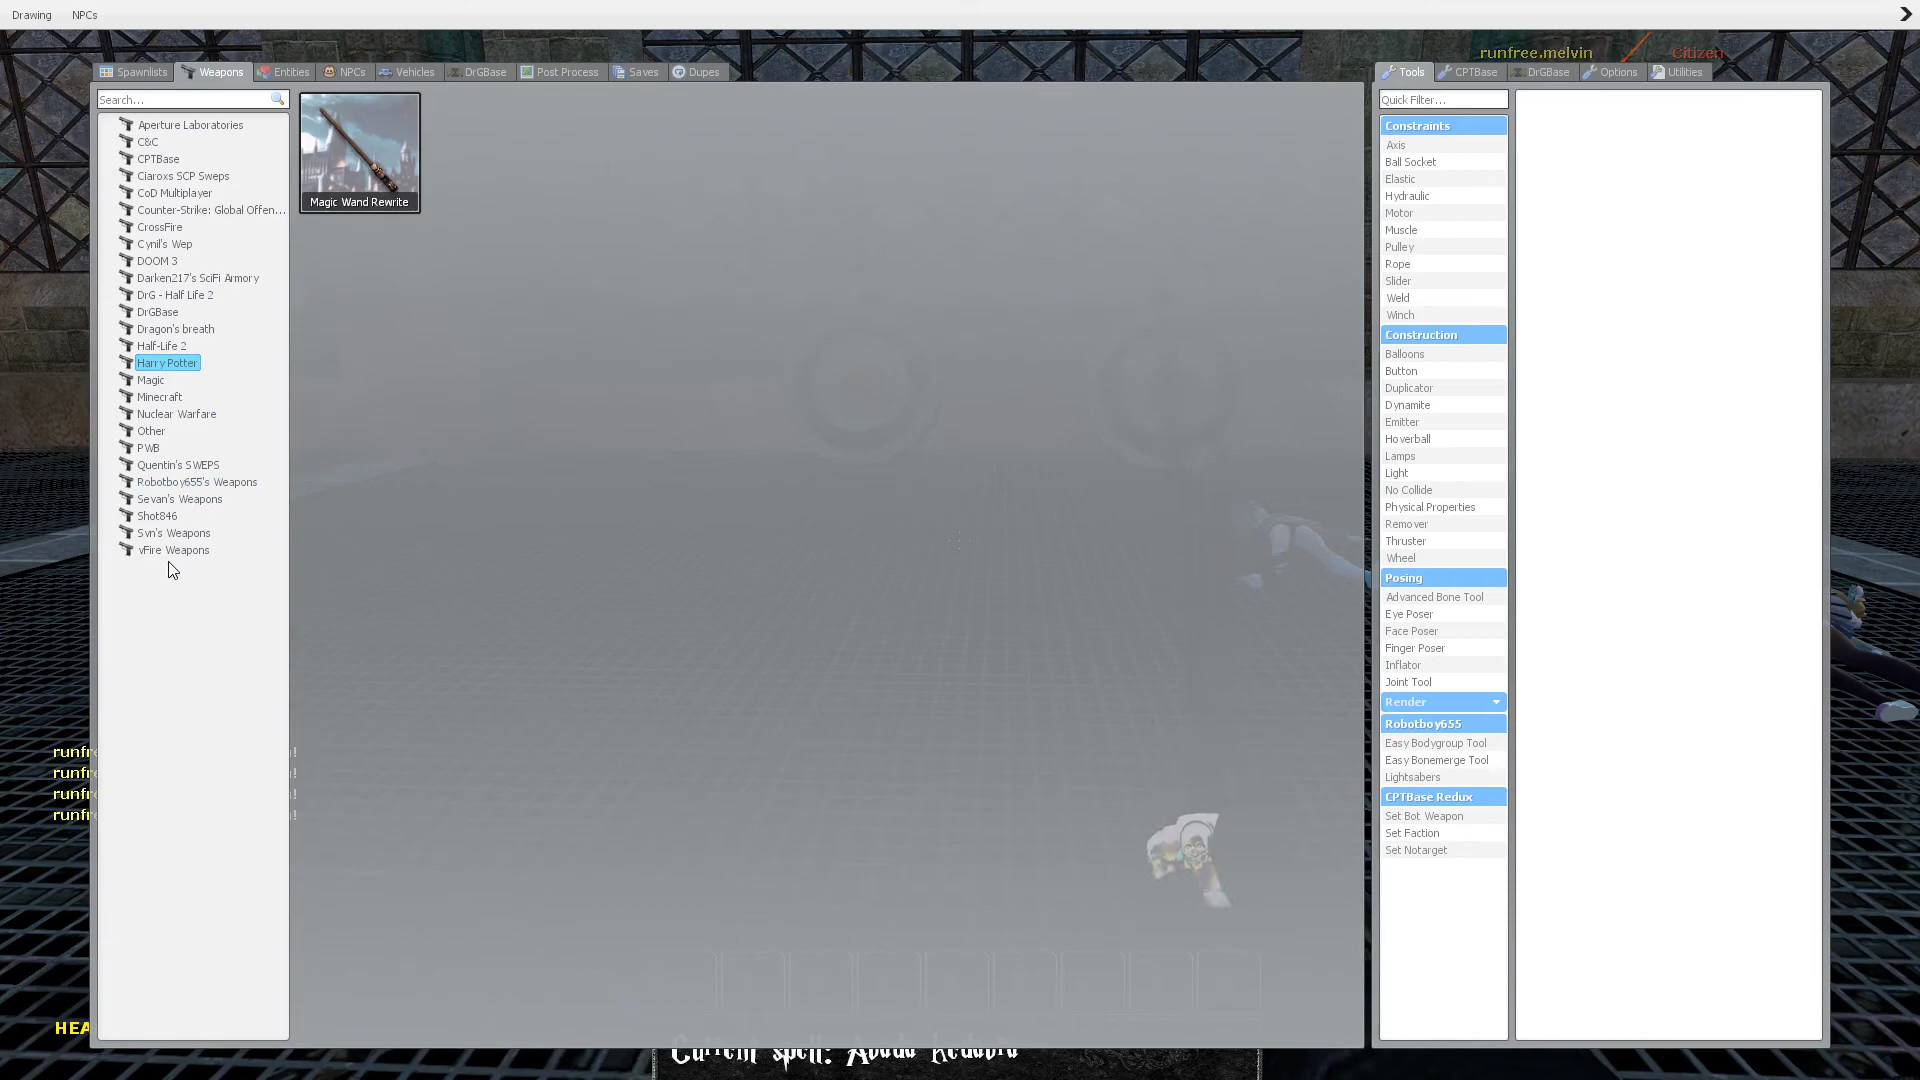 Drawing NPCs
runfree.melvin Citizen
Spawnlists Weapons Entities NPCs Vehicles DrGBase Post Process Saves Dupes
Search...
Aperture Laboratories
C&C
CPTBase
Ciaroxs SCP Sweps
CoD Multiplayer
Counter-Strike: Global Offen...
CrossFire
Cynil's Wep
DOOM 3
Darken217's SciFi Armory
DrG - Half Life 2
DrGBase
Dragon's breath
Half-Life 2
Harry Potter
Magic
Minecraft
Nuclear Warfare
Other
PWB
Quentin's SWEPS
Robotboy655's Weapons
Sevan's Weapons
Shot846
Svn's Weapons
vFire Weapons
Magic Wand Rewrite
Tools CPTBase DrGBase Options Utilities
Quick Filter...
Constraints
Axis
Ball Socket
Elastic
Hydraulic
Motor
Muscle
Pulley
Rope
Slider
Weld
Winch
Construction
Balloons
Button
Duplicator
Dynamite
Emitter
Hoverball
Lamps
Light
No Collide
Physical Properties
Remover
Thruster
Wheel
Posing
Advanced Bone Tool
Eye Poser
Face Poser
Finger Poser
Inflator
Joint Tool
Render
Robotboy655
Easy Bodygroup Tool
Easy Bonemerge Tool
Lightsabers
CPTBase Redux
Set Bot Weapon
Set Faction
Set Notarget
Current spell: Avada Kedavra